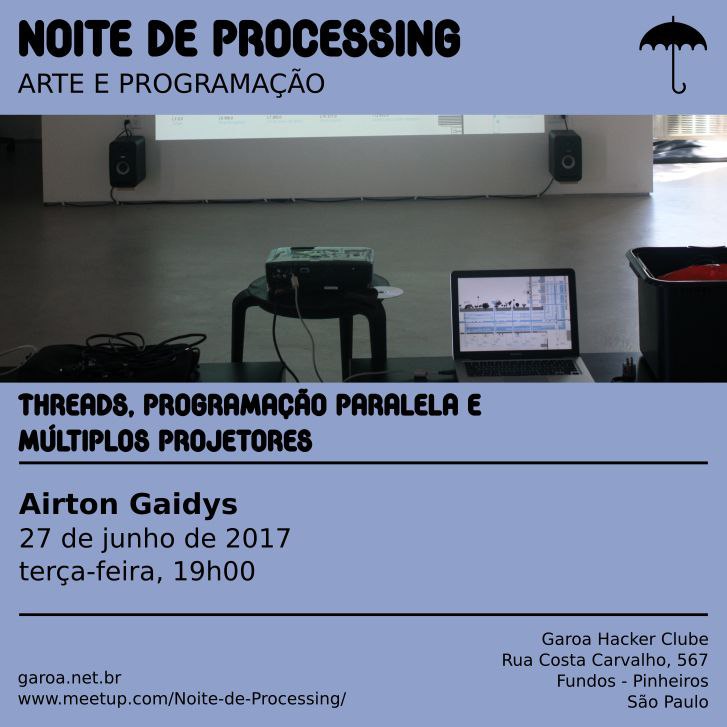 NOITE DE PROCESSING
ARTE E PROGRAMAÇÃO
THREADS, PROGRAMAÇÃO PARALELA E
MÚLTIPLOS PROJETORES
Airton Gaidys
27 de junho de 2017
terça-feira, 19h00
garoa.net.br
www.meetup.com/Noite-de-Processing/
Garoa Hacker Clube
Rua Costa Carvalho, 567
Fundos - Pinheiros
São Paulo